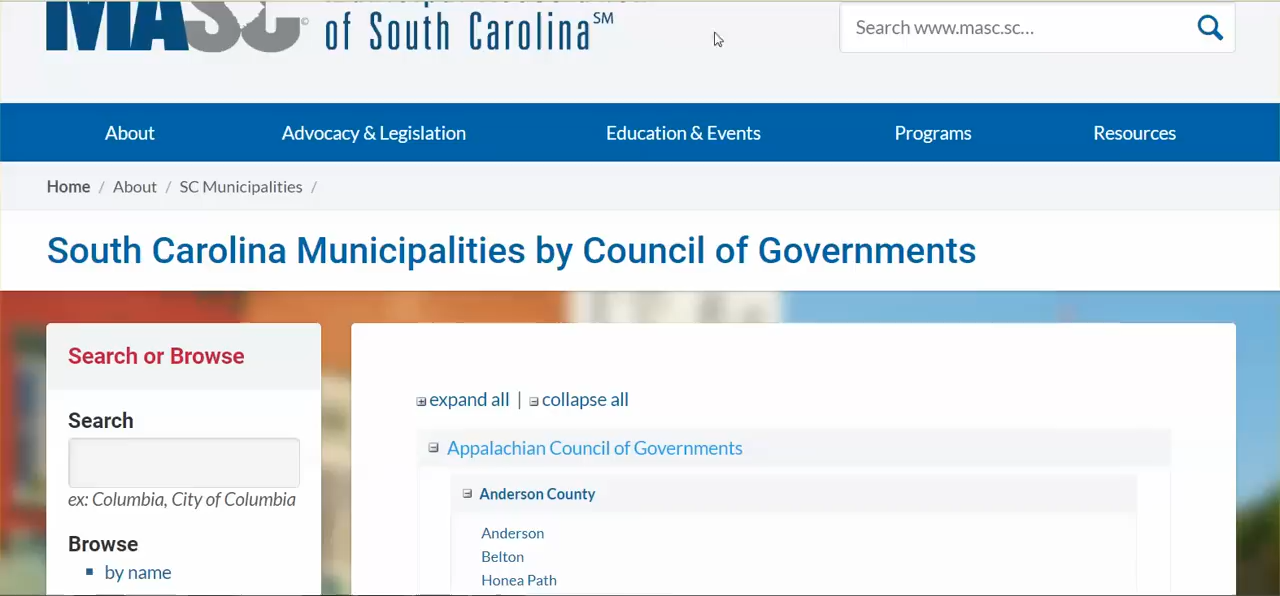 MASC
of South Carolina℠
Search www.masc.sc...
About
Advocacy & Legislation
Education & Events
Programs
Resources
Home / About / SC Municipalities /
South Carolina Municipalities by Council of Governments
Search or Browse
Search
ex: Columbia, City of Columbia
Browse
by name
expand all | collapse all
Appalachian Council of Governments
Anderson County
Anderson
Belton
Honea Path